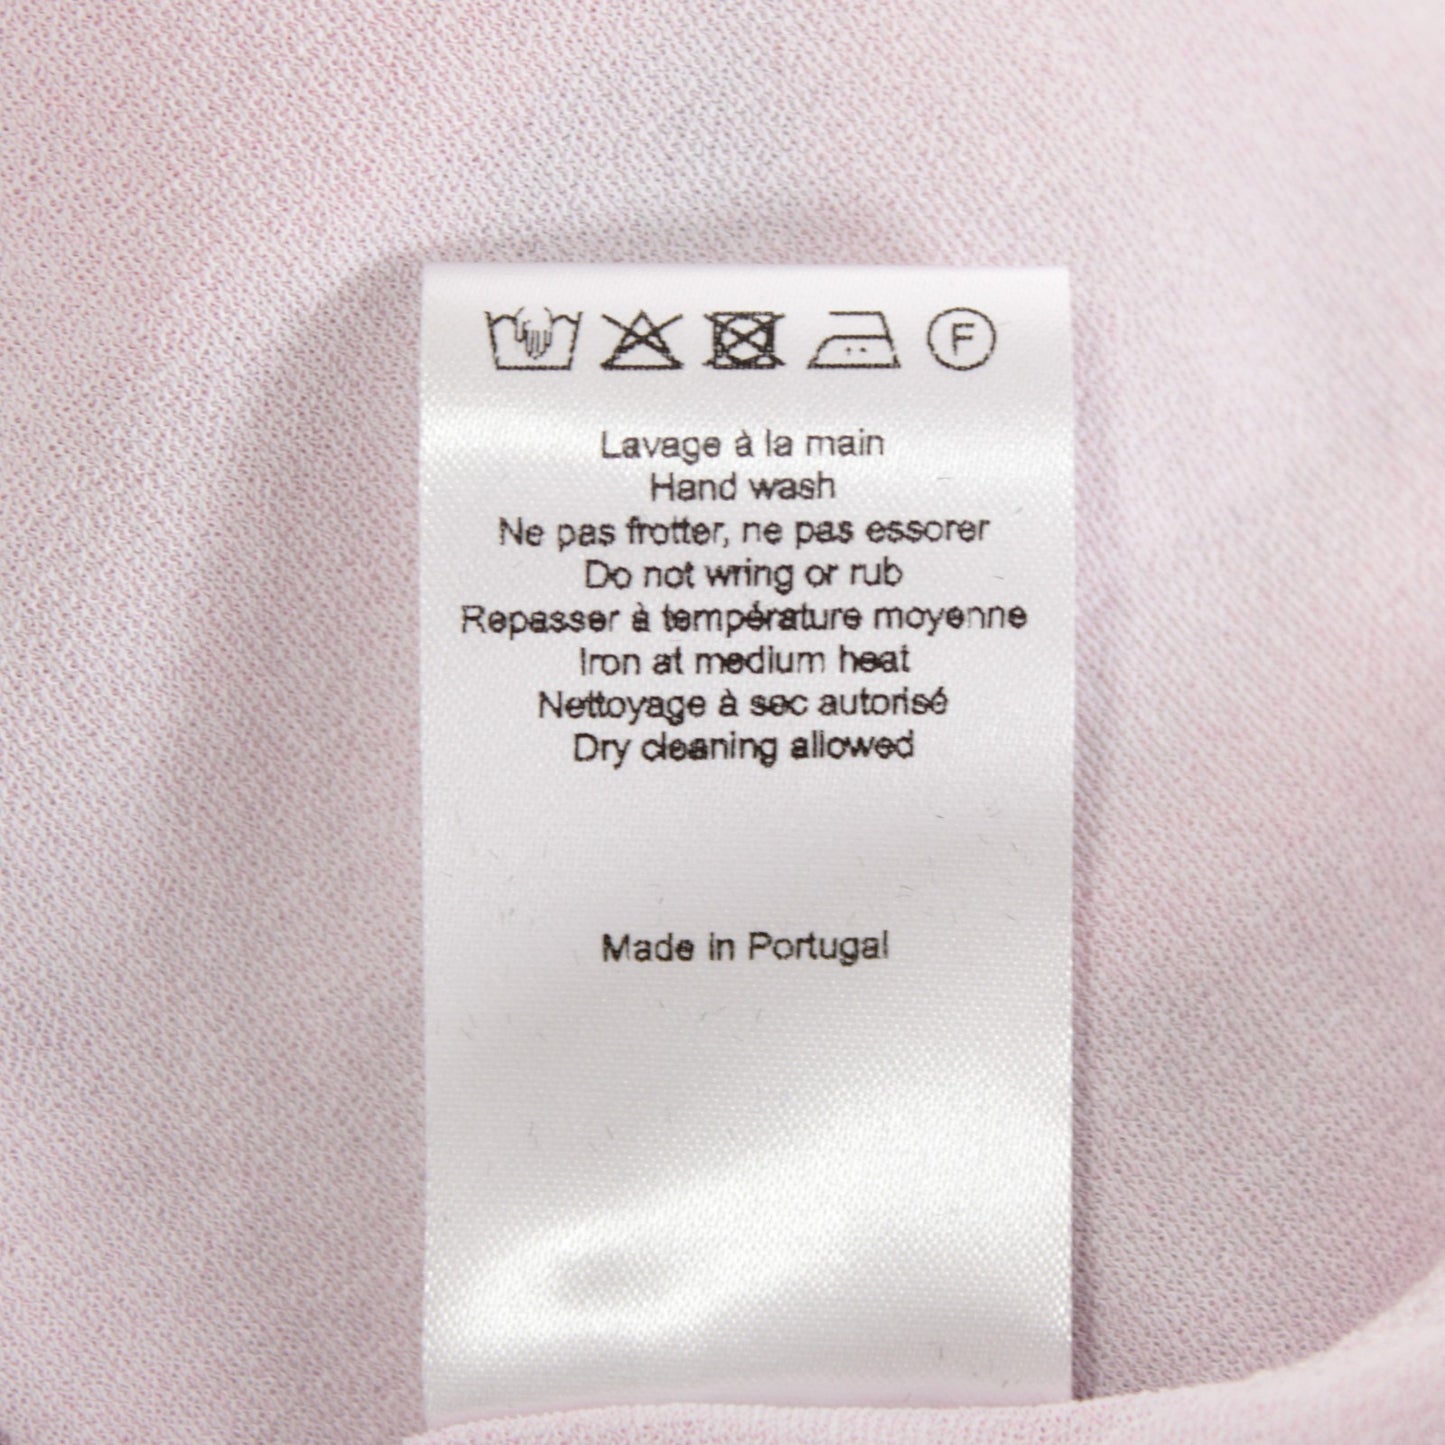 F
Lavage à la main
Hand wash
Ne pas frotter, ne pas essorer
Do not wring or rub
Repasser à température moyenne
Iron at medium heat
Nettoyage à sec autorisé
Dry cleaning allowed
Made in Portugal